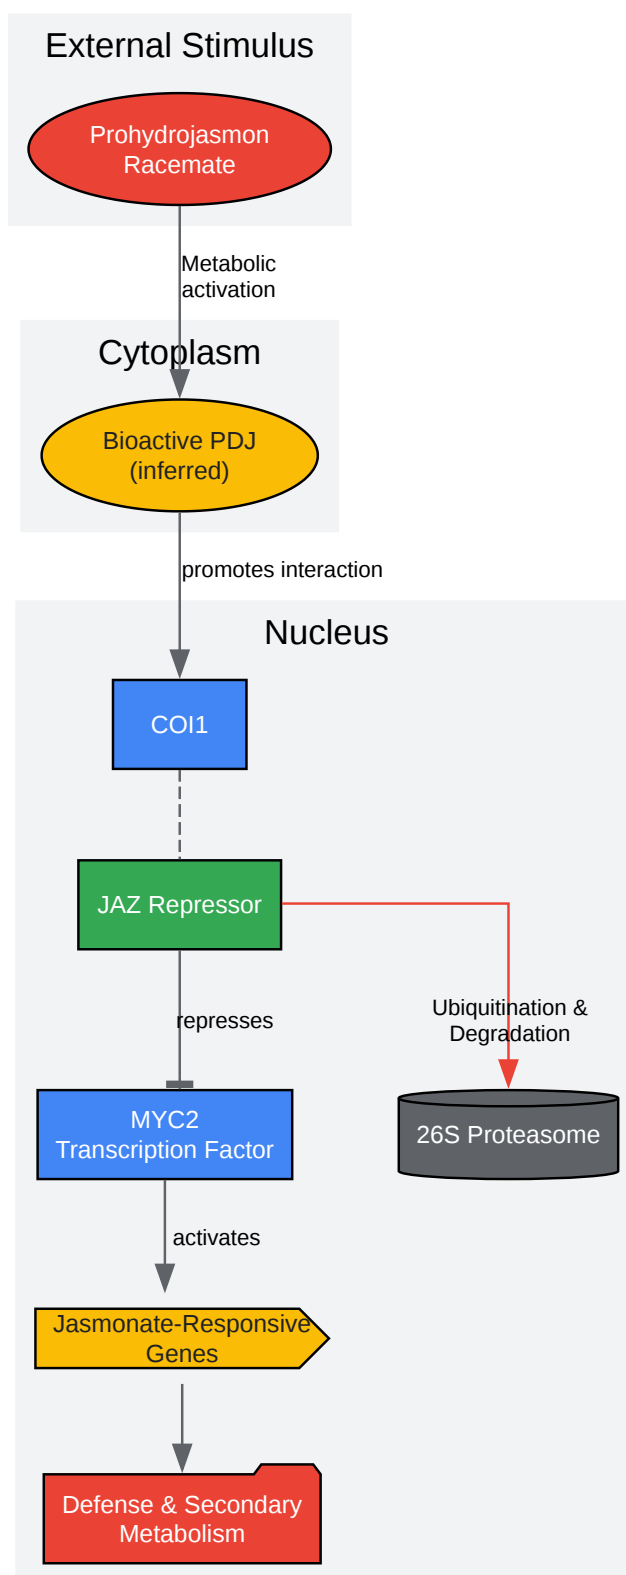 External Stimulus
Prohydrojasmon
Racemate
Metabolic
activation
Cytoplasm
Bioactive PDJ
(inferred)
promotes interaction
Nucleus
COI1
JAZ Repressor
Ubiquitination &
Degradation
represses
MYC2
Transcription Factor
26S Proteasome
activates
Jasmonate-Responsive
Genes
Defense & Secondary
Metabolism